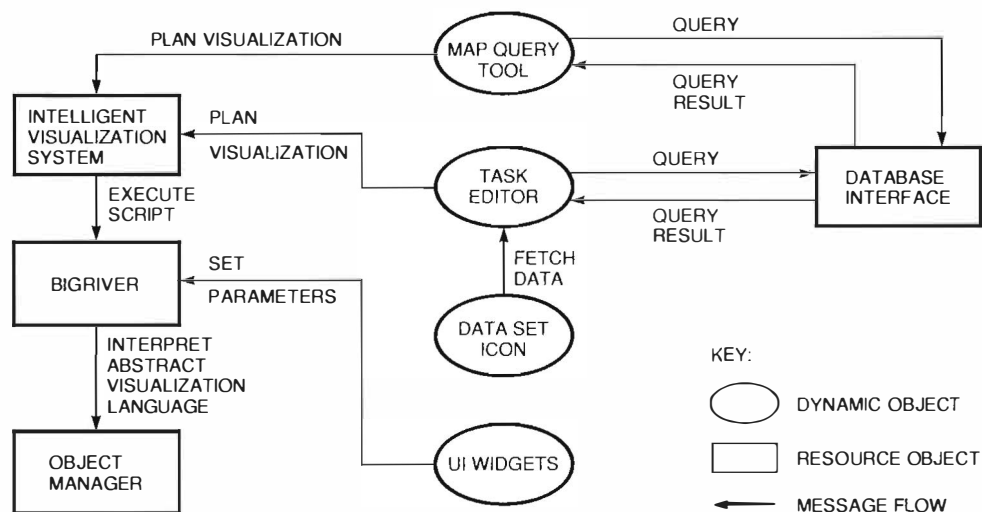 PLAN VISUALIZATION
MAP QUERY
TOOL
QUERY
QUERY
RESULT
INTELLIGENT
VISUALIZATION
SYSTEM
PLAN
VISUALIZATION
TASK
EDITOR
QUERY
QUERY
RESULT
DATABASE
INTERFACE
EXECUTE
SCRIPT
FETCH
DATA
BIGRIVER
SET
PARAMETERS
DATA SET
ICON
INTERPRET
ABSTRACT
VISUALIZATION
LANGUAGE
OBJECT
MANAGER
UI WIDGETS
KEY:
DYNAMIC OBJECT
RESOURCE OBJECT
MESSAGE FLOW